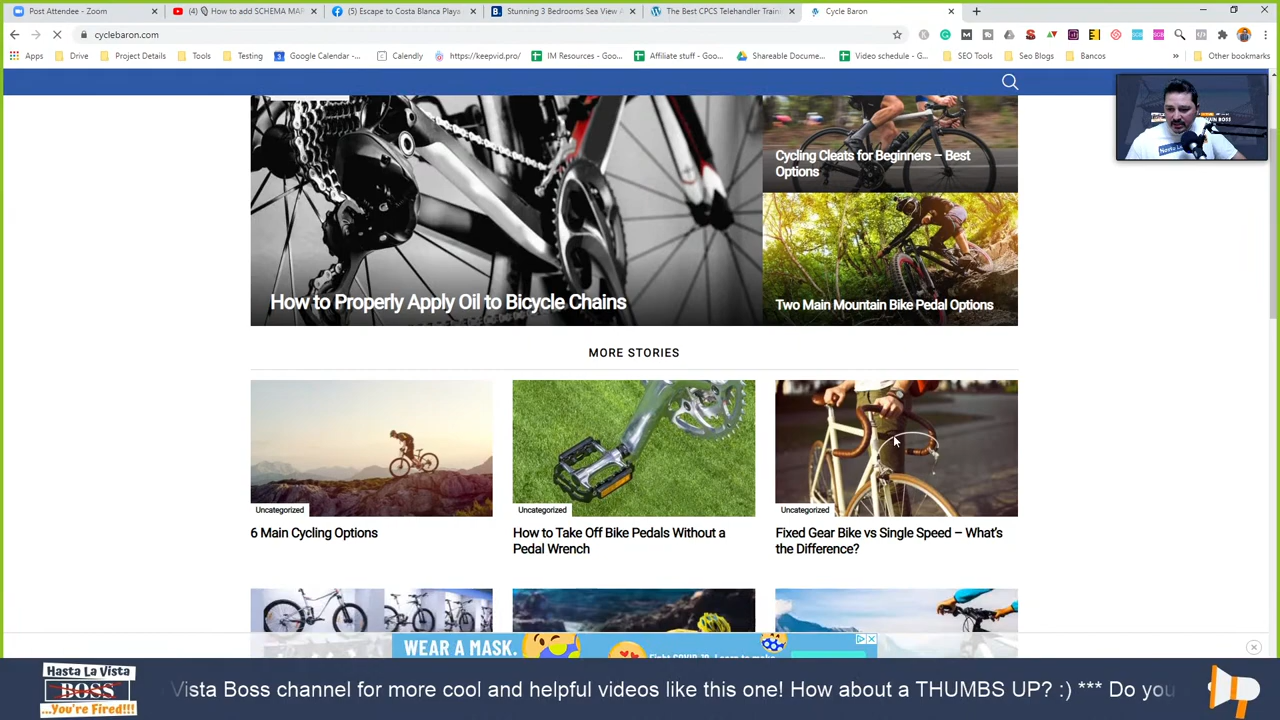 Post Attendee - Zoom
(4) How to add SCHEMA MAR
(5) Escape to Costa Blanca Playa
Stunning 3 Bedrooms Sea View A
The Best CPCS Telehandler Traini
Cycle Baron
cyclebaron.com
Apps
Drive
Project Details
Tools
Testing
Google Calendar -...
Calendly
https://keepvid.pro/
IM Resources - Goo...
Affiliate stuff - Goog...
Shareable Docume...
Video schedule - G...
SEO Tools
Seo Blogs
Bancos
Other bookmarks
Cycling Cleats for Beginners – Best
Options
How to Properly Apply Oil to Bicycle Chains
Two Main Mountain Bike Pedal Options
MORE STORIES
Uncategorized
6 Main Cycling Options
Uncategorized
How to Take Off Bike Pedals Without a
Pedal Wrench
Uncategorized
Fixed Gear Bike vs Single Speed – What's
the Difference?
WEAR A MASK.
Hasta La Vista
BOSS
...You're Fired!!!
Vista Boss channel for more cool and helpful videos like this one! How about a THUMBS UP? :) *** Do you